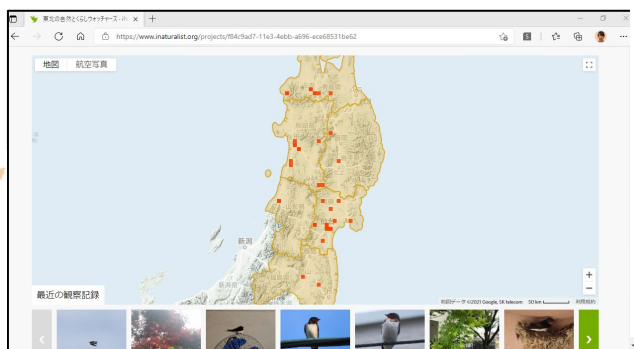 東北の自然とくらしウォッチャーズ · iNa
https://www.inaturalist.org/projects/f84c9ad7-11e3-4ebb-a696-ece68531be62
地図 航空写真
新潟
最近の観察記録
地図データ ©2021 Google, SK telecom 50 km 利用規約